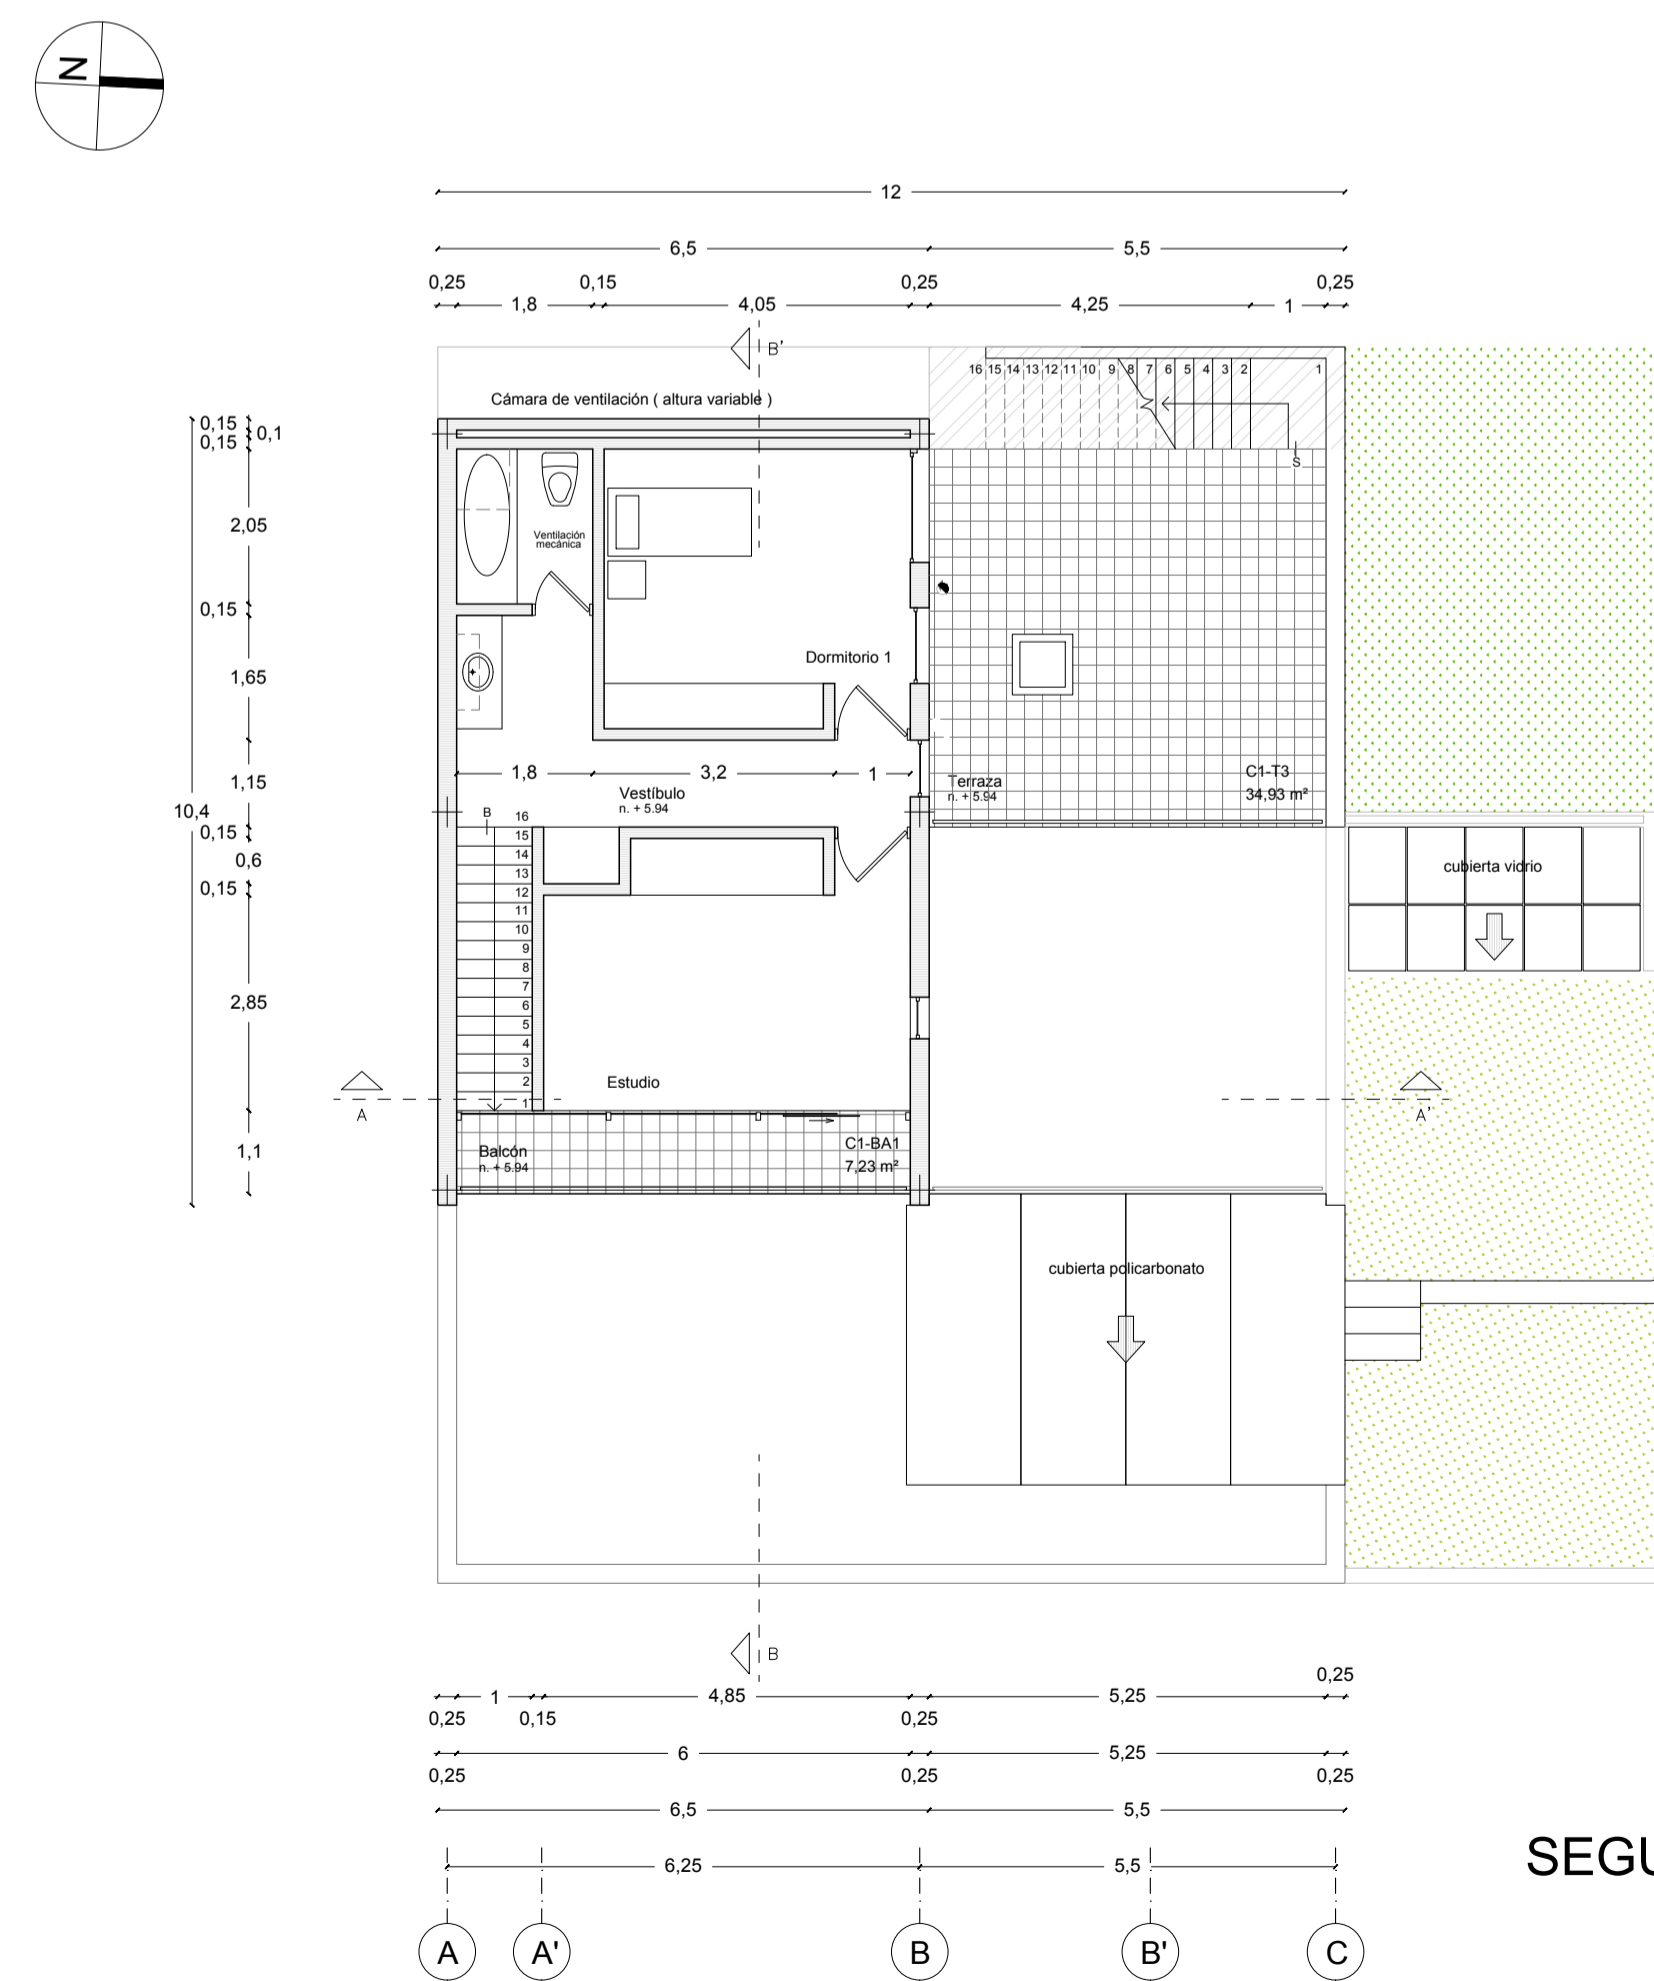 N
12
6,5 5,5
0,25 0,15 0,25 0,25
1,8 4,05 4,25 1
B'
16 15 14 13 12 11 10 9 8 7 6 5 4 3 2 1
Cámara de ventilación ( altura variable )
0,15
0,1
0,15
S
2,05
Ventilación
mecánica
0,15
Dormitorio 1
1,65
1,15
1,8 3,2 1
Vestíbulo
n. + 5.94
Terraza
n. + 5.94
C1-T3
34,93 m²
10,4
B
16
15
14
13
12
11
10
9
8
7
6
5
4
3
2
1
0,15
0,6
0,15
cubierta vidrio
2,85
Estudio
A
A'
1,1
Balcón
n. + 5.94
C1-BA1
7,23 m²
cubierta policarbonato
B
0,25
1 4,85 5,25
0,25 0,15 0,25
6 5,25
0,25 0,25 0,25
6,5 5,5
SEGU
6,25 5,5
A A' B B' C